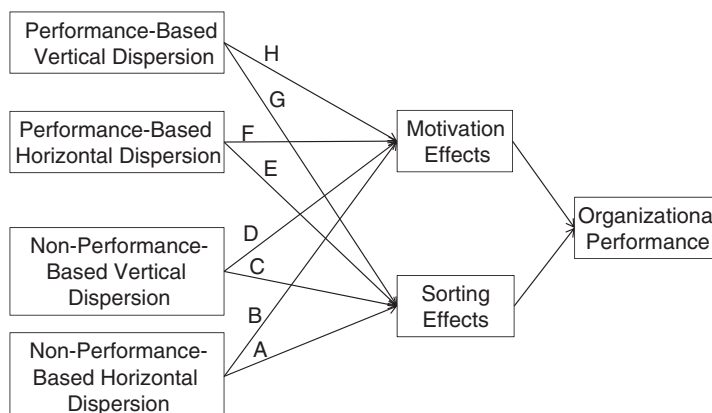 Performance-Based
Vertical Dispersion
H
G
Performance-Based
Horizontal Dispersion
F
E
Motivation
Effects
Organizational
Performance
Non-Performance-
Based Vertical
Dispersion
D
C
Sorting
Effects
Non-Performance-
Based Horizontal
Dispersion
B
A